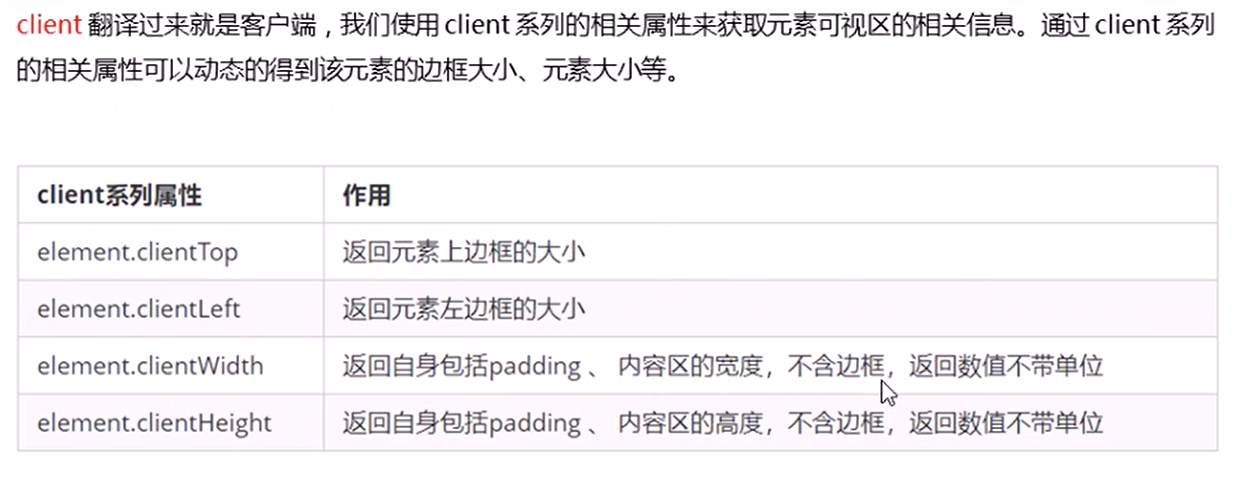 client 翻译过来就是客户端，我们使用 client 系列的相关属性来获取元素可视区的相关信息。通过 client 系列
的相关属性可以动态的得到该元素的边框大小、元素大小等。
client系列属性 作用
element.clientTop 返回元素上边框的大小
element.clientLeft 返回元素左边框的大小
element.clientWidth 返回自身包括padding 、 内容区的宽度，不含边框，返回数值不带单位
element.clientHeight 返回自身包括padding 、 内容区的高度，不含边框，返回数值不带单位